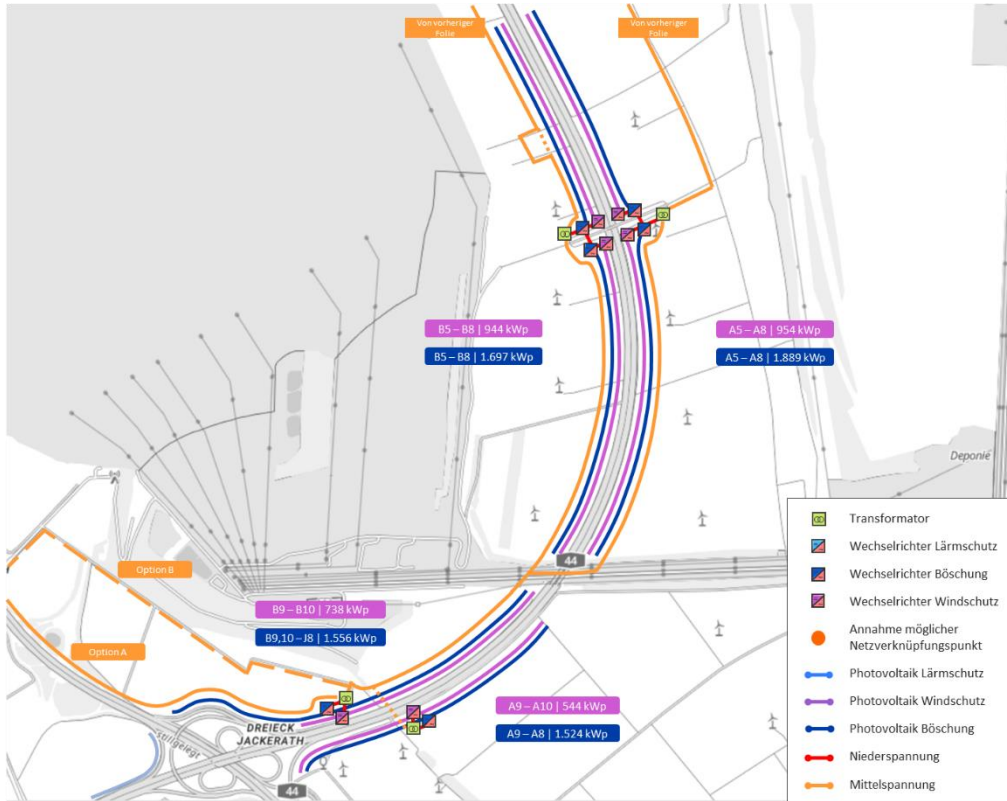 Von vorheriger
Folie
Von vorheriger
Folie
B5 – B8 | 944 kWp
B5 – B8 | 1.697 kWp
A5 – A8 | 954 kWp
A5 – A8 | 1.889 kWp
Deponie
44
Option B
B9 – B10 | 738 kWp
B9,10 – J8 | 1.556 kWp
Option A
A9 – A10 | 544 kWp
A9 – A8 | 1.524 kWp
DREIECK
JACKERATH
stillgelegt
44
Transformator
Wechselrichter Lärmschutz
Wechselrichter Böschung
Wechselrichter Windschutz
Annahme möglicher
Netzverknüpfungspunkt
Photovoltaik Lärmschutz
Photovoltaik Windschutz
Photovoltaik Böschung
Niederspannung
Mittelspannung